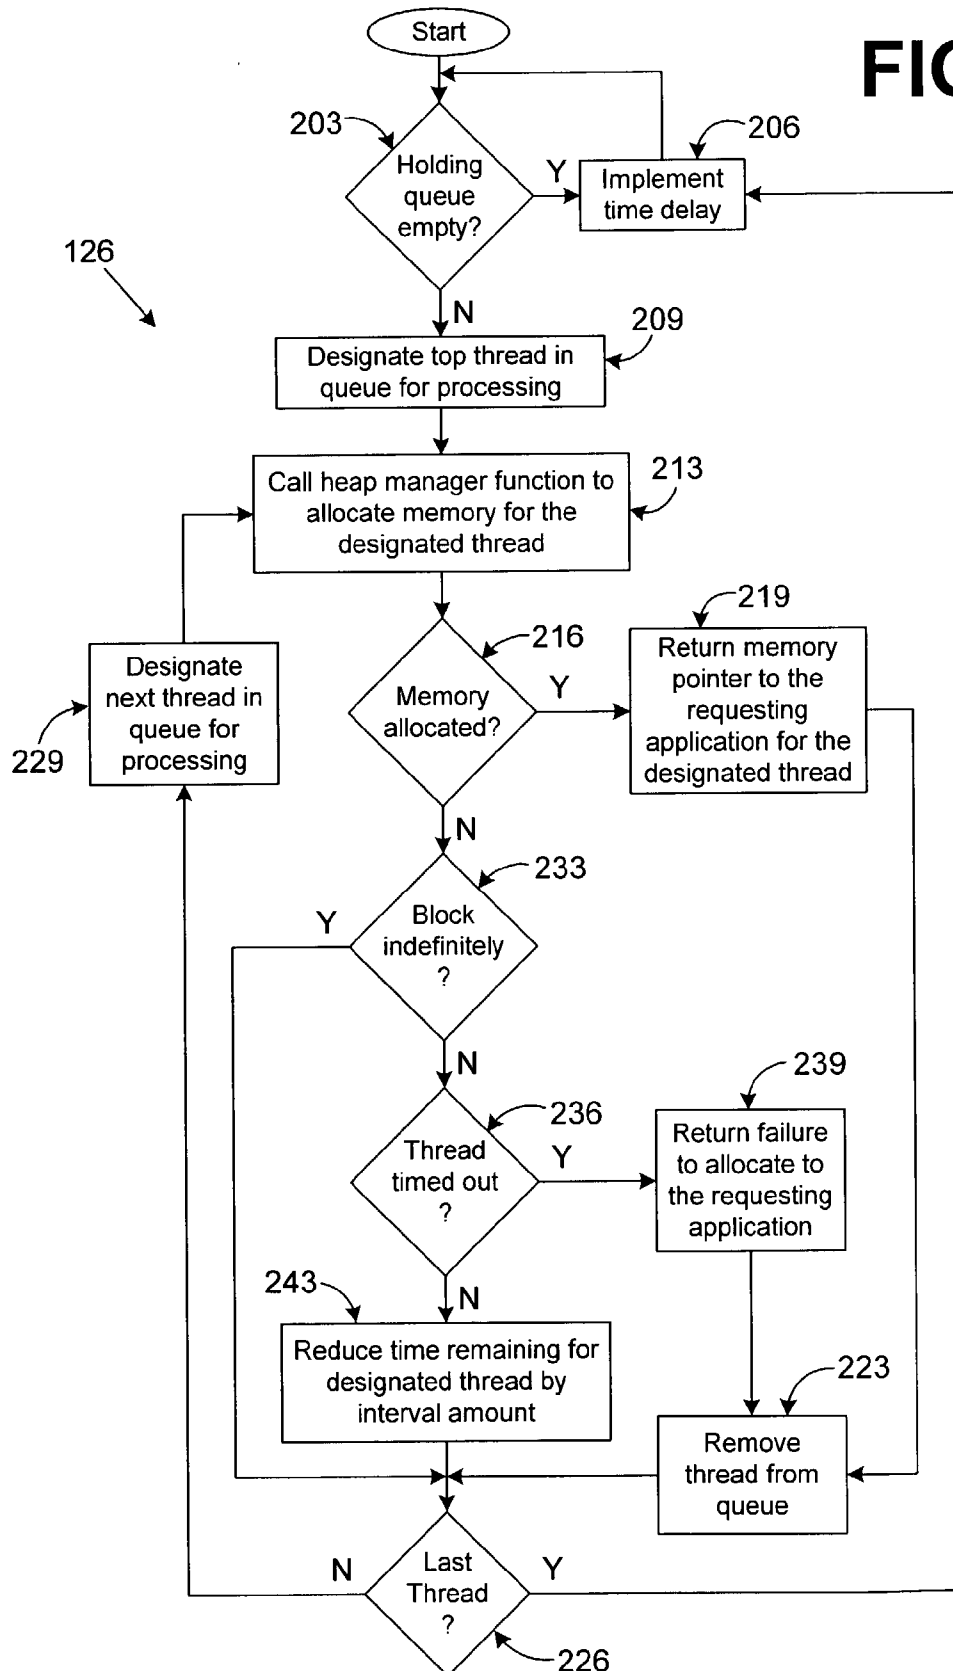 Start
FIG
203
Holding
queue
empty?
Y
206
Implement
time delay
126
N
209
Designate top thread in
queue for processing
213
Call heap manager function to
allocate memory for the
designated thread
229
Designate
next thread in
queue for
processing
216
Memory
allocated?
Y
219
Return memory
pointer to the
requesting
application for the
designated thread
N
233
Block
indefinitely
?
Y
N
236
Thread
timed out
?
Y
239
Return failure
to allocate to
the requesting
application
243
N
Reduce time remaining for
designated thread by
interval amount
223
Remove
thread from
queue
N
Last
Thread
?
Y
226